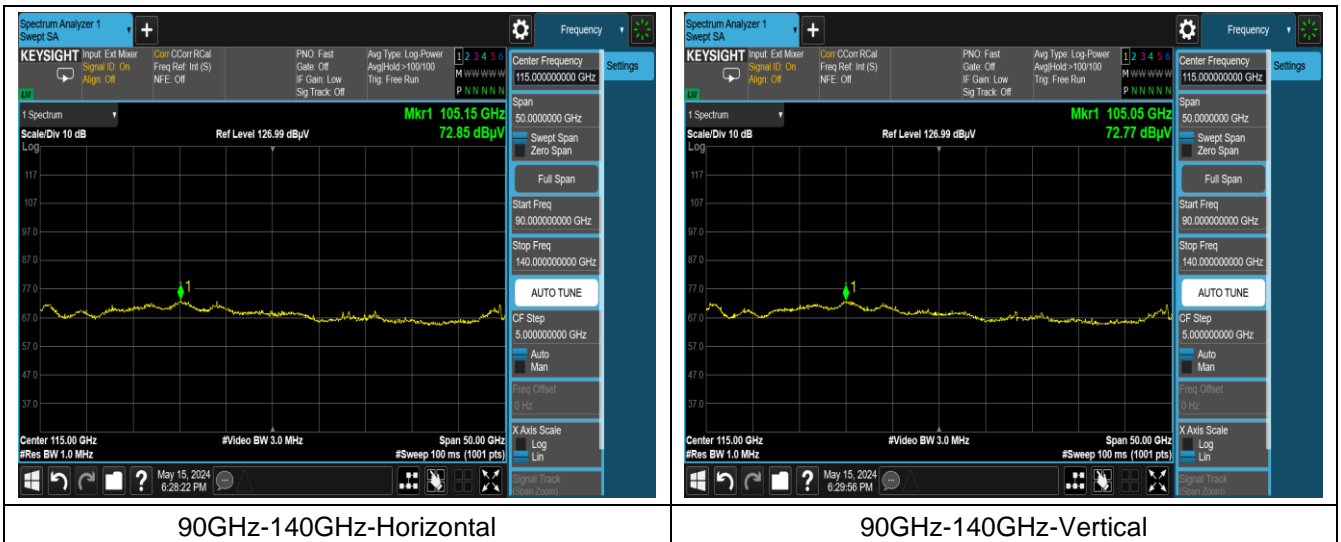 Spectrum Analyzer 1
Swept SA
+
Frequency
KEYSIGHT
Input: Ext Mixer
Signal ID: On
Align: Off
Corr CCorr RCal
Freq Ref: Int (S)
NFE: Off
PNO: Fast
Gate: Off
IF Gain: Low
Sig Track: Off
Avg Type: Log-Power
Avg|Hold:>100/100
Trig: Free Run
1 2 3 4 5 6
M W W W W W
P N N N N N
LXI
1 Spectrum
Scale/Div 10 dB
Log
Ref Level 126.99 dBµV
Mkr1 105.15 GHz
72.85 dBµV
117
107
97.0
87.0
77.0
67.0
57.0
47.0
37.0
1
Center 115.00 GHz
#Res BW 1.0 MHz
#Video BW 3.0 MHz
Span 50.00 GHz
#Sweep 100 ms (1001 pts)
Center Frequency
115.000000000 GHz
Settings
Span
50.0000000 GHz
Swept Span
Zero Span
Full Span
Start Freq
90.000000000 GHz
Stop Freq
140.000000000 GHz
AUTO TUNE
CF Step
5.000000000 GHz
Auto
Man
Freq Offset
0 Hz
X Axis Scale
Log
Lin
Signal Track
(Span Zoom)
?
May 15, 2024
6:28:22 PM
90GHz-140GHz-Horizontal
Spectrum Analyzer 1
Swept SA
+
Frequency
KEYSIGHT
Input: Ext Mixer
Signal ID: On
Align: Off
Corr CCorr RCal
Freq Ref: Int (S)
NFE: Off
PNO: Fast
Gate: Off
IF Gain: Low
Sig Track: Off
Avg Type: Log-Power
Avg|Hold:>100/100
Trig: Free Run
1 2 3 4 5 6
M W W W W W
P N N N N N
LXI
1 Spectrum
Scale/Div 10 dB
Log
Ref Level 126.99 dBµV
Mkr1 105.05 GHz
72.77 dBµV
117
107
97.0
87.0
77.0
67.0
57.0
47.0
37.0
1
Center 115.00 GHz
#Res BW 1.0 MHz
#Video BW 3.0 MHz
Span 50.00 GHz
#Sweep 100 ms (1001 pts)
Center Frequency
115.000000000 GHz
Settings
Span
50.0000000 GHz
Swept Span
Zero Span
Full Span
Start Freq
90.000000000 GHz
Stop Freq
140.000000000 GHz
AUTO TUNE
CF Step
5.000000000 GHz
Auto
Man
Freq Offset
0 Hz
X Axis Scale
Log
Lin
Signal Track
(Span Zoom)
?
May 15, 2024
6:29:56 PM
90GHz-140GHz-Vertical